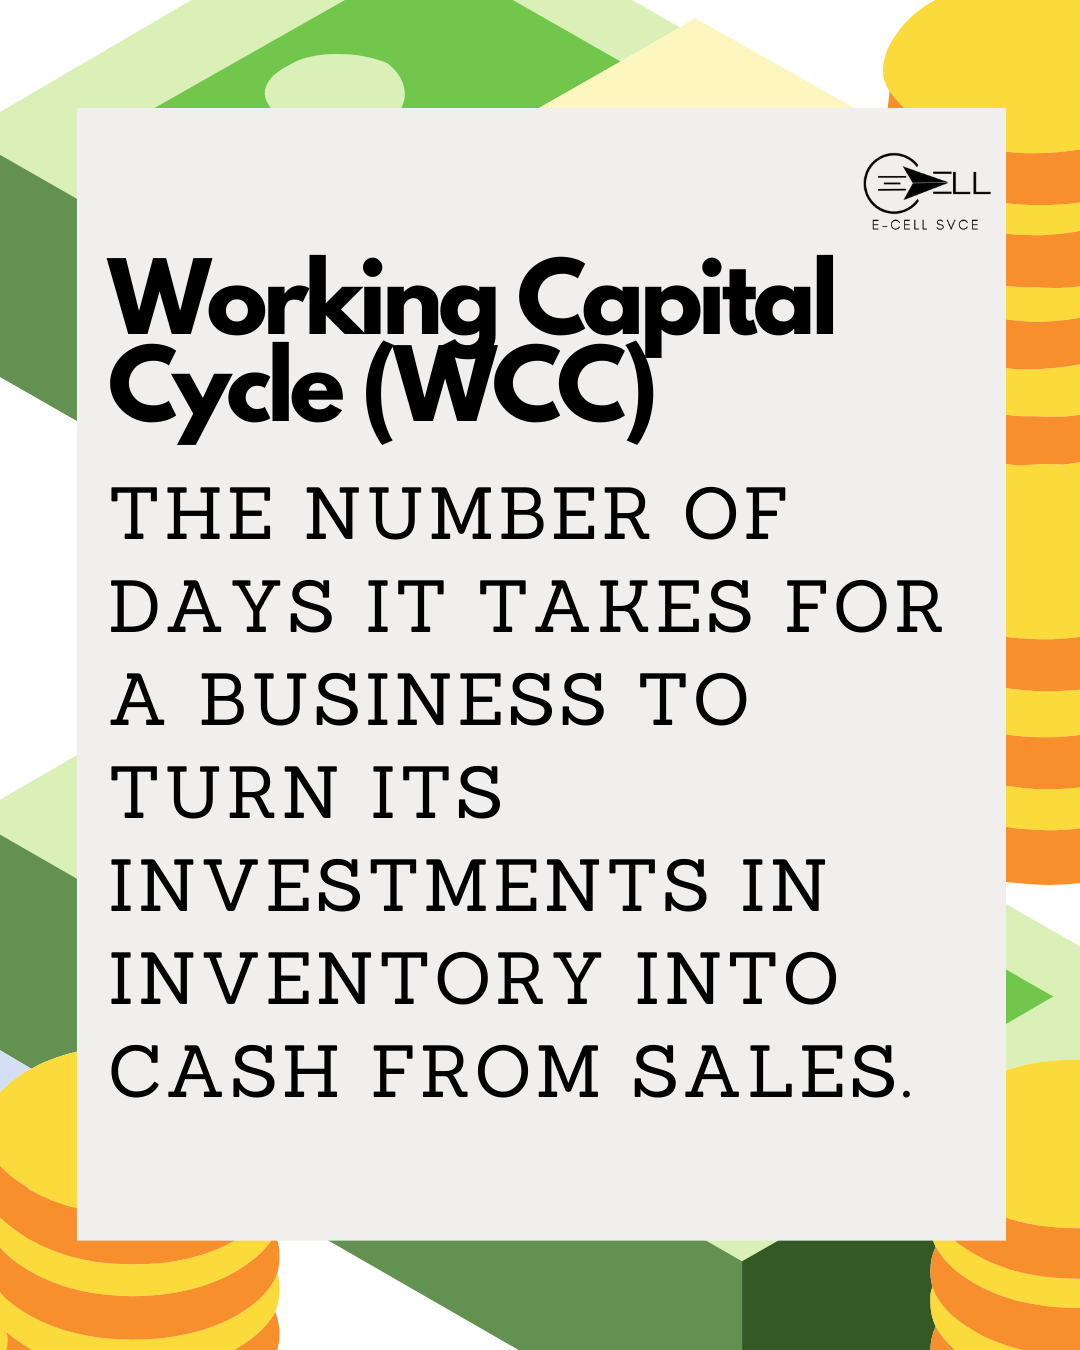 ELL
E-CELL SVCE
Working Capital
Cycle (WCC)
THE NUMBER OF
DAYS IT TAKES FOR
A BUSINESS TO
TURN ITS
INVESTMENTS IN
INVENTORY INTO
CASH FROM SALES.